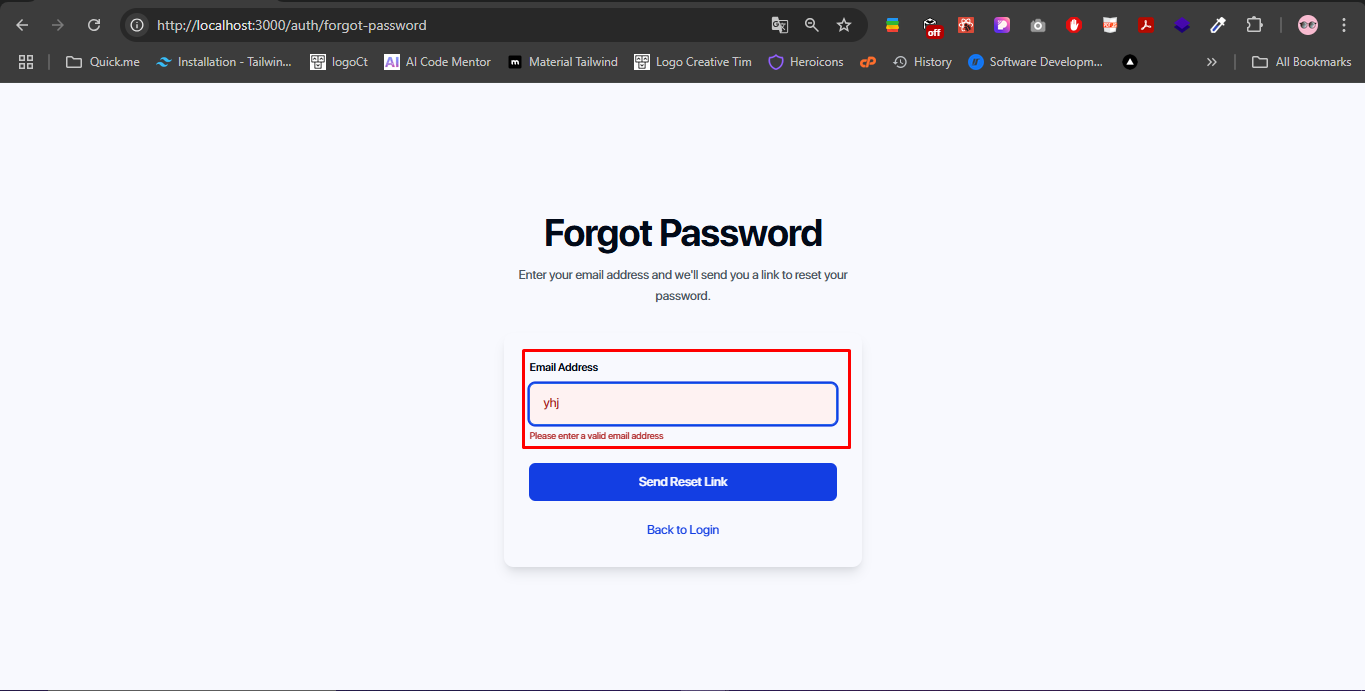 http://localhost:3000/auth/forgot-password
off
Quick.me
Installation - Tailwin...
logoCt
AI AI Code Mentor
m Material Tailwind
Logo Creative Tim
Heroicons
History
Software Developm...
All Bookmarks
Forgot Password
Enter your email address and we'll send you a link to reset your
password.
Email Address
yhj
Please enter a valid email address
Send Reset Link
Back to Login